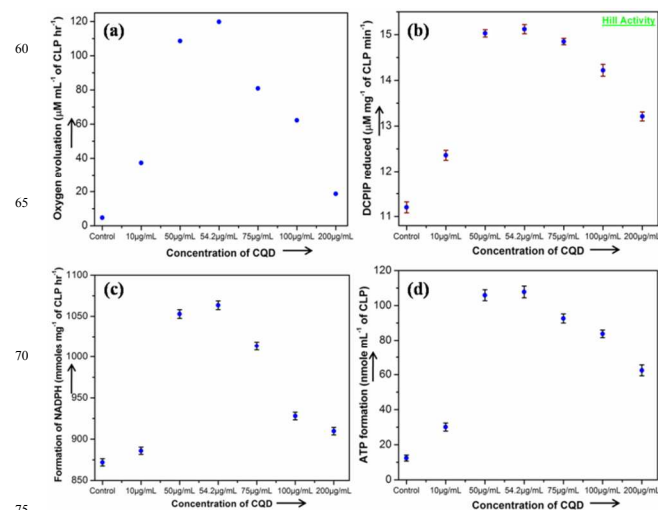 60
65
70
75
(a)
Oxygen evoluation (µM mL⁻¹ of CLP hr⁻¹)
120
100
80
60
40
20
0
Control 10µg/mL 50µg/mL 54.2µg/mL 75µg/mL 100µg/mL 200µg/mL
Concentration of CQD
(b)
Hill Activity
DCPIP reduced (µM mg⁻¹ of CLP min⁻¹)
15
14
13
12
11
Control 10µg/mL 50µg/mL 54.2µg/mL 75µg/mL 100µg/mL 200µg/mL
Concentration of CQD
(c)
Formation of NADPH (mmoles mg⁻¹ of CLP hr⁻¹)
1100
1050
1000
950
900
850
Control 10µg/mL 50µg/mL 54.2µg/mL 75µg/mL 100µg/mL 200µg/mL
Concentration of CQD
(d)
ATP formation (nmole mL⁻¹ of CLP)
120
100
80
60
40
20
0
Control 10µg/mL 50µg/mL 54.2µg/mL 75µg/mL 100µg/mL 200µg/mL
Concentration of CQD